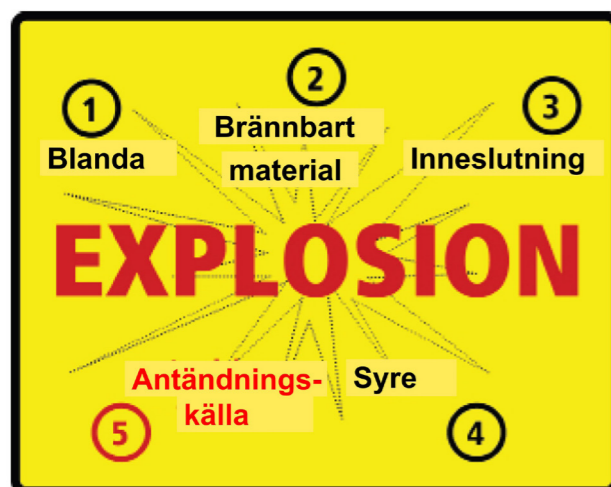 1
Blanda
2
Brännbart
material
3
Inneslutning
EXPLOSION
Antändnings-
källa
5
Syre
4